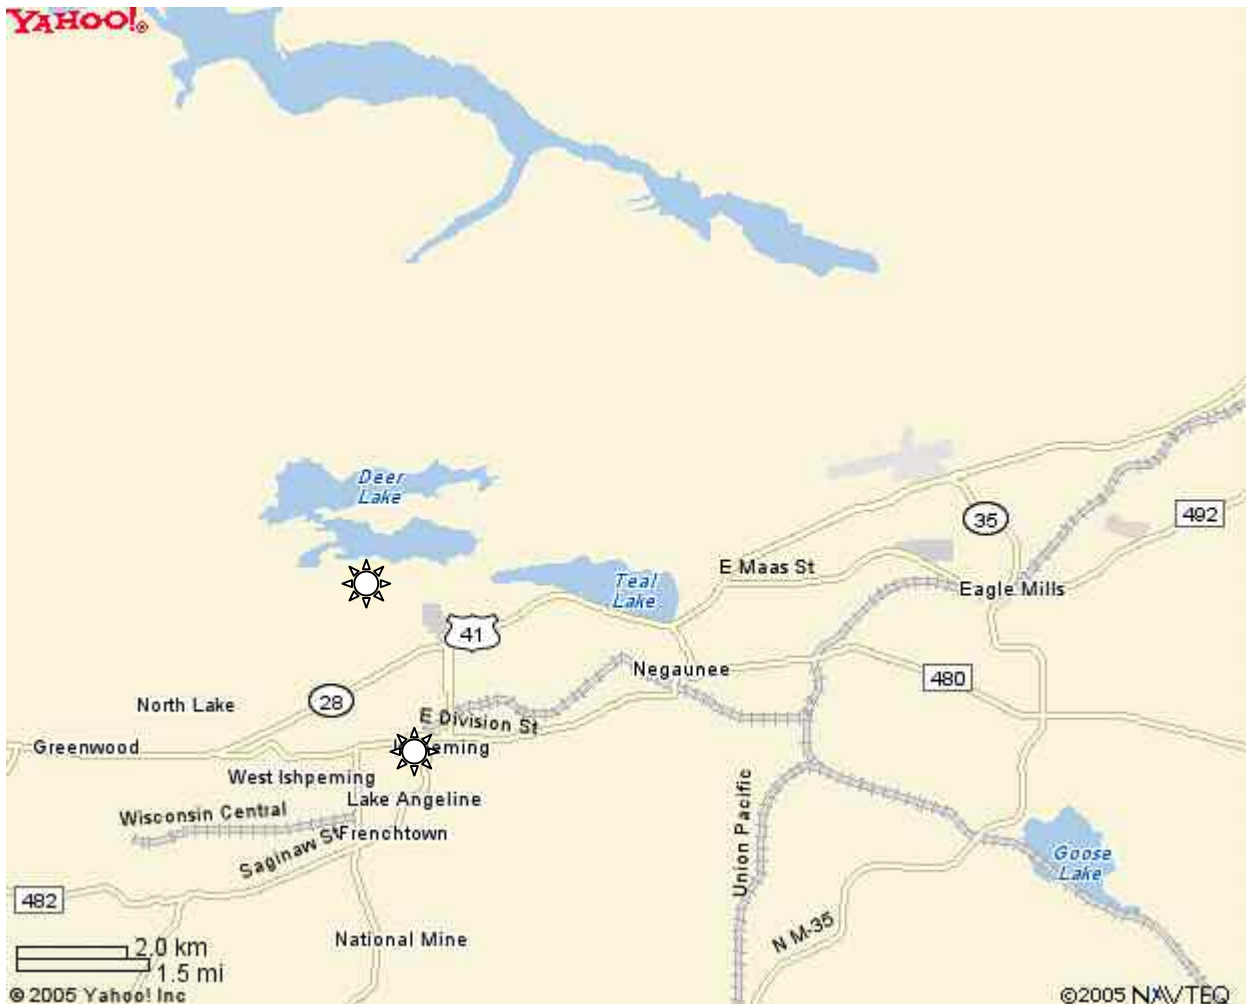 YAHOO!®
Deer
Lake
35
492
E Maas St
Teal
Lake
Eagle Mills
41
Negaunee
480
28
North Lake
E Division St
Greenwood
eming
West Ishpeming
Lake Angeline
Wisconsin Central
Frenchtown
Saginaw St
Union Pacific
Goose
Lake
482
N M-35
National Mine
2.0 km
1.5 mi
© 2005 Yahoo! Inc
©2005 NAVTEQ